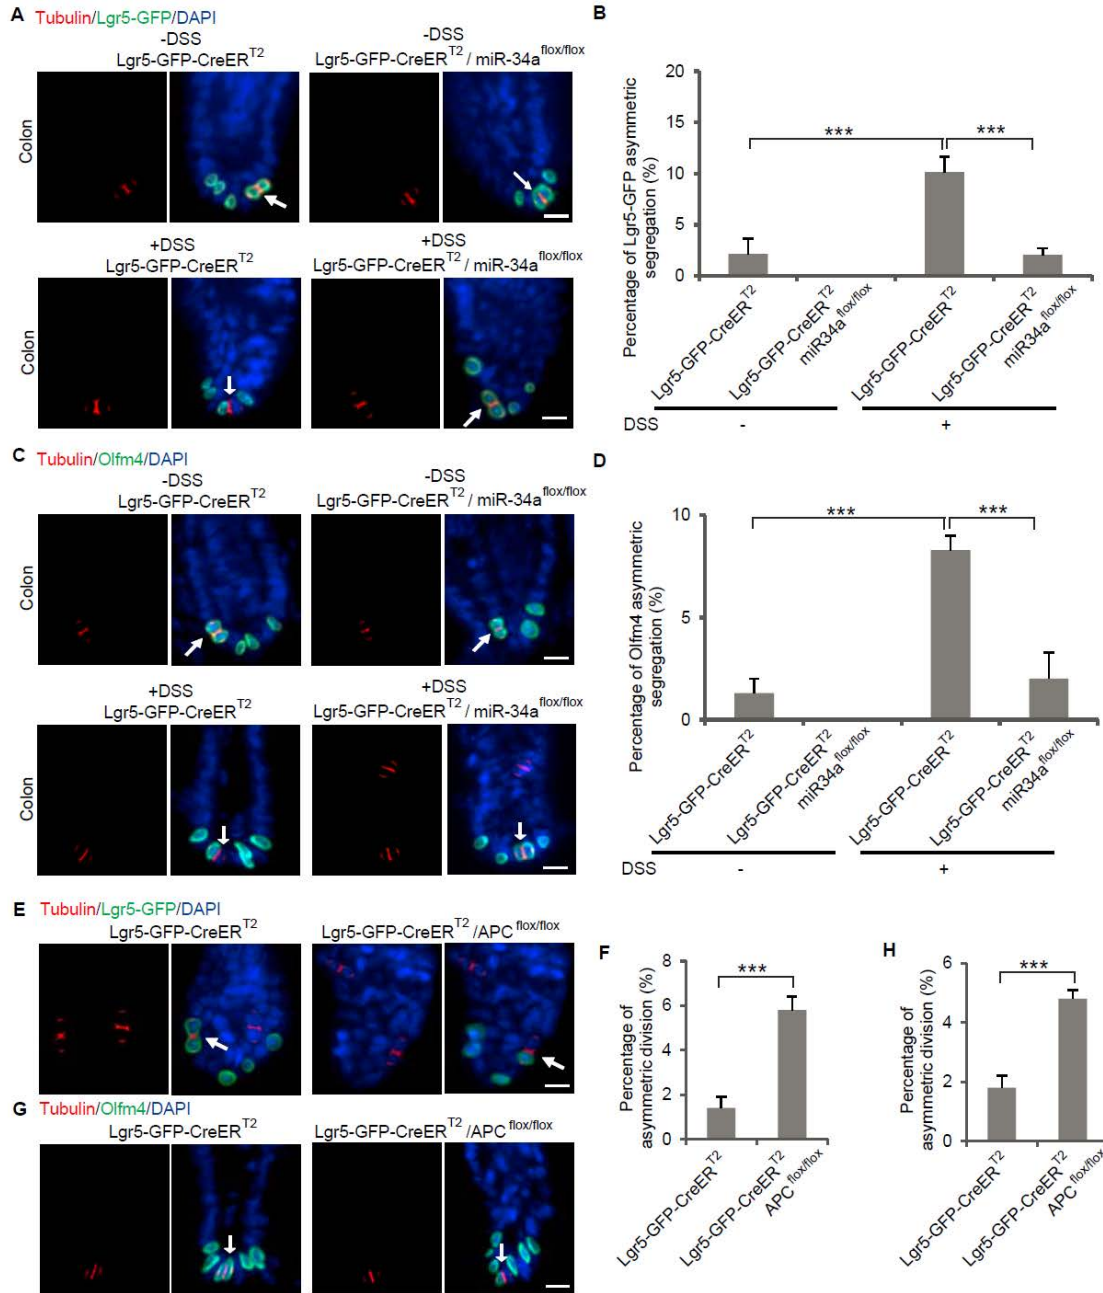 A
Tubulin/Lgr5-GFP/DAPI
-DSS
Lgr5-GFP-CreER^T2
-DSS
Lgr5-GFP-CreER^T2 / miR-34a^flox/flox
Colon
+DSS
Lgr5-GFP-CreER^T2
+DSS
Lgr5-GFP-CreER^T2 / miR-34a^flox/flox
Colon
B
Percentage of Lgr5-GFP asymmetric
segregation (%)
20
15
10
5
0
***
***
Lgr5-GFP-CreER^T2
Lgr5-GFP-CreER^T2
miR34a^flox/flox
Lgr5-GFP-CreER^T2
Lgr5-GFP-CreER^T2
miR34a^flox/flox
DSS - +
C
Tubulin/Olfm4/DAPI
-DSS
Lgr5-GFP-CreER^T2
-DSS
Lgr5-GFP-CreER^T2 / miR-34a^flox/flox
Colon
+DSS
Lgr5-GFP-CreER^T2
+DSS
Lgr5-GFP-CreER^T2 / miR-34a^flox/flox
Colon
D
Percentage of Olfm4 asymmetric
segregation (%)
10
5
0
***
***
Lgr5-GFP-CreER^T2
Lgr5-GFP-CreER^T2
miR34a^flox/flox
Lgr5-GFP-CreER^T2
Lgr5-GFP-CreER^T2
miR34a^flox/flox
DSS - +
E
Tubulin/Lgr5-GFP/DAPI
Lgr5-GFP-CreER^T2
Lgr5-GFP-CreER^T2 /APC^flox/flox
F
Percentage of
asymmetric division (%)
8
6
4
2
0
***
Lgr5-GFP-CreER^T2
Lgr5-GFP-CreER^T2
APC^flox/flox
H
Percentage of
asymmetric division (%)
6
4
2
0
***
Lgr5-GFP-CreER^T2
Lgr5-GFP-CreER^T2
APC^flox/flox
G
Tubulin/Olfm4/DAPI
Lgr5-GFP-CreER^T2
Lgr5-GFP-CreER^T2 /APC^flox/flox